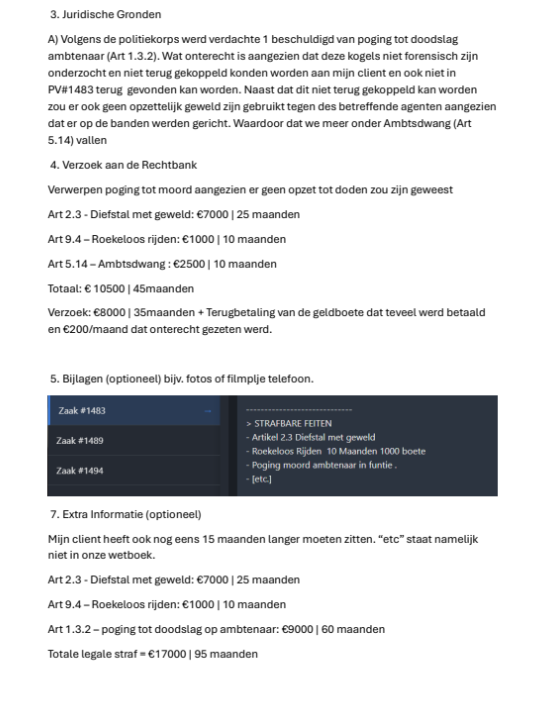 3. Juridische Gronden
A) Volgens de politiekorps werd verdachte 1 beschuldigd van poging tot doodslag
ambtenaar (Art 1.3.2). Wat onterecht is aangezien dat deze kogels niet forensisch zijn
onderzocht en niet terug gekoppeld konden worden aan mijn client en ook niet in
PV#1483 terug gevonden kan worden. Naast dat dit niet terug gekoppeld kan worden
zou er ook geen opzettelijk geweld zijn gebruikt tegen des betreffende agenten aangezien
dat er op de banden werden gericht. Waardoor dat we meer onder Ambtsdwang (Art
5.14) vallen
4. Verzoek aan de Rechtbank
Verwerpen poging tot moord aangezien er geen opzet tot doden zou zijn geweest
Art 2.3 - Diefstal met geweld: €7000 | 25 maanden
Art 9.4 – Roekeloos rijden: €1000 | 10 maanden
Art 5.14 – Ambtsdwang : €2500 | 10 maanden
Totaal: € 10500 | 45maanden
Verzoek: €8000 | 35maanden + Terugbetaling van de geldboete dat teveel werd betaald
en €200/maand dat onterecht gezeten werd.
5. Bijlagen (optioneel) bijv. fotos of filmplje telefoon.
Zaak #1483
Zaak #1489
Zaak #1494
------------------------------
> STRAFBARE FEITEN
- Artikel 2.3 Diefstal met geweld
- Roekeloos Rijden 10 Maanden 1000 boete
- Poging moord ambtenaar in funtie .
- [etc.]
7. Extra Informatie (optioneel)
Mijn client heeft ook nog eens 15 maanden langer moeten zitten. “etc” staat namelijk
niet in onze wetboek.
Art 2.3 - Diefstal met geweld: €7000 | 25 maanden
Art 9.4 – Roekeloos rijden: €1000 | 10 maanden
Art 1.3.2 – poging tot doodslag op ambtenaar: €9000 | 60 maanden
Totale legale straf = €17000 | 95 maanden